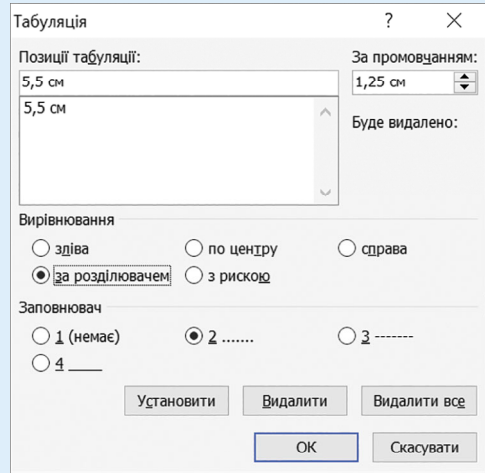 Табуляція ?
Позиції табуляції: За промовчанням:
5,5 см 1,25 см
5,5 см
Буде видалено:
Вирівнювання
зліва по центру справа
за розділювачем з рискою
Заповнювач
1 (немає) 2 ....... 3 -------
4 ____
Установити Видалити Видалити все
ОК Скасувати